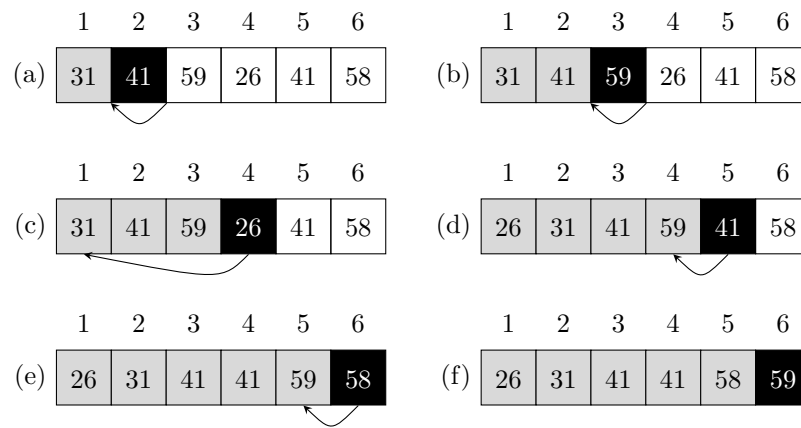 1 2 3 4 5 6
(a) 31 41 59 26 41 58
1 2 3 4 5 6
(b) 31 41 59 26 41 58
1 2 3 4 5 6
(c) 31 41 59 26 41 58
1 2 3 4 5 6
(d) 26 31 41 59 41 58
1 2 3 4 5 6
(e) 26 31 41 41 59 58
1 2 3 4 5 6
(f) 26 31 41 41 58 59